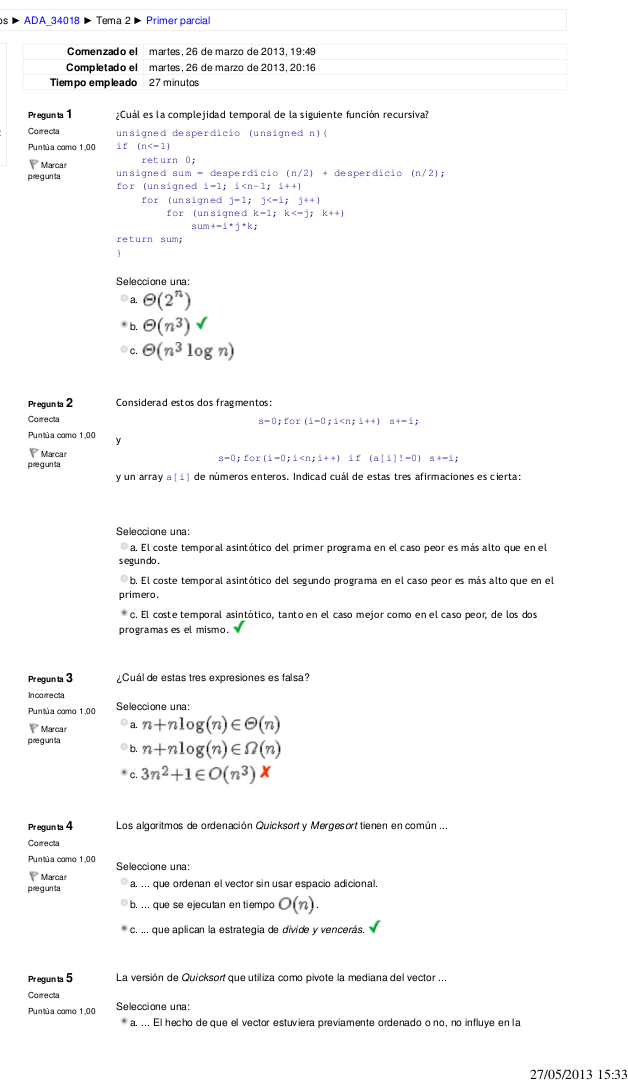 os ► ADA_34018 ► Tema 2 ► Primer parcial
Comenzado el martes, 26 de marzo de 2013, 19:49
Completado el martes, 26 de marzo de 2013, 20:16
Tiempo empleado 27 minutos
Pregunta 1
Correcta
Puntúa como 1,00
Marcar
pregunta
¿Cuál es la complejidad temporal de la siguiente función recursiva?
unsigned desperdicio (unsigned n){
if (n<=1)
return 0;
unsigned sum = desperdicio (n/2) + desperdicio (n/2);
for (unsigned i=1; i<n-1; i++)
for (unsigned j=1; j<=i; j++)
for (unsigned k=1; k<=j; k++)
sum+=i*j*k;
return sum;
}
Seleccione una:
a. Θ(2^n)
b. Θ(n^3) ✔
c. Θ(n^3 log n)
Pregunta 2
Correcta
Puntúa como 1,00
Marcar
pregunta
Considerad estos dos fragmentos:
s=0;for(i=0;i<n;i++) s+=i;
y
s=0;for(i=0;i<n;i++) if (a[i]!=0) s+=i;
y un array a[i] de números enteros. Indicad cuál de estas tres afirmaciones es cierta:
Seleccione una:
a. El coste temporal asintótico del primer programa en el caso peor es más alto que en el
segundo.
b. El coste temporal asintótico del segundo programa en el caso peor es más alto que en el
primero.
c. El coste temporal asintótico, tanto en el caso mejor como en el caso peor, de los dos
programas es el mismo. ✔
Pregunta 3
Incorrecta
Puntúa como 1,00
Marcar
pregunta
¿Cuál de estas tres expresiones es falsa?
Seleccione una:
a. n+nlog(n)∈Θ(n)
b. n+nlog(n)∈Ω(n)
c. 3n^2+1∈O(n^3) ✘
Pregunta 4
Correcta
Puntúa como 1,00
Marcar
pregunta
Los algoritmos de ordenación Quicksort y Mergesort tienen en común ...
Seleccione una:
a. ... que ordenan el vector sin usar espacio adicional.
b. ... que se ejecutan en tiempo O(n).
c. ... que aplican la estrategia de divide y vencerás. ✔
Pregunta 5
Correcta
Puntúa como 1,00
La versión de Quicksort que utiliza como pivote la mediana del vector ...
Seleccione una:
a. ... El hecho de que el vector estuviera previamente ordenado o no, no influye en la
27/05/2013 15:33